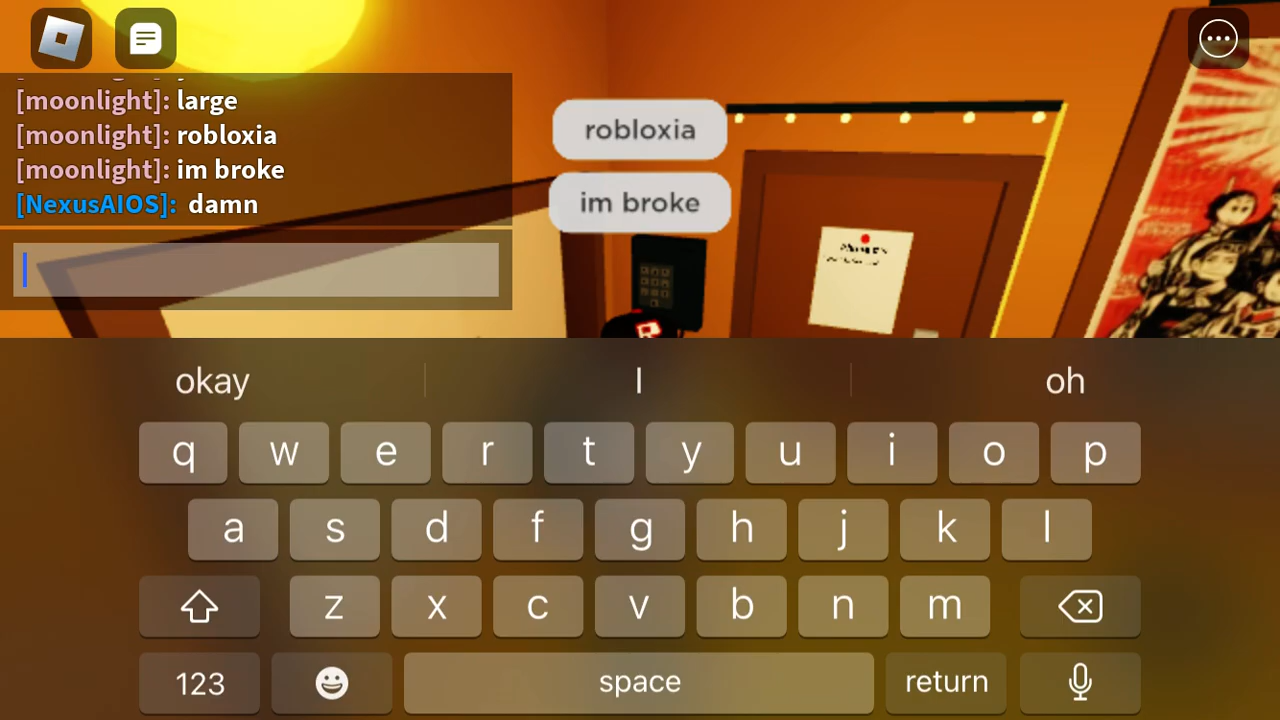 [moonlight]: large
[moonlight]: robloxia
[moonlight]: im broke
[NexusAIOS]: damn
robloxia
im broke
okay
I
oh
q w e r t y u i o p
a s d f g h j k l
z x c v b n m
123
space
return